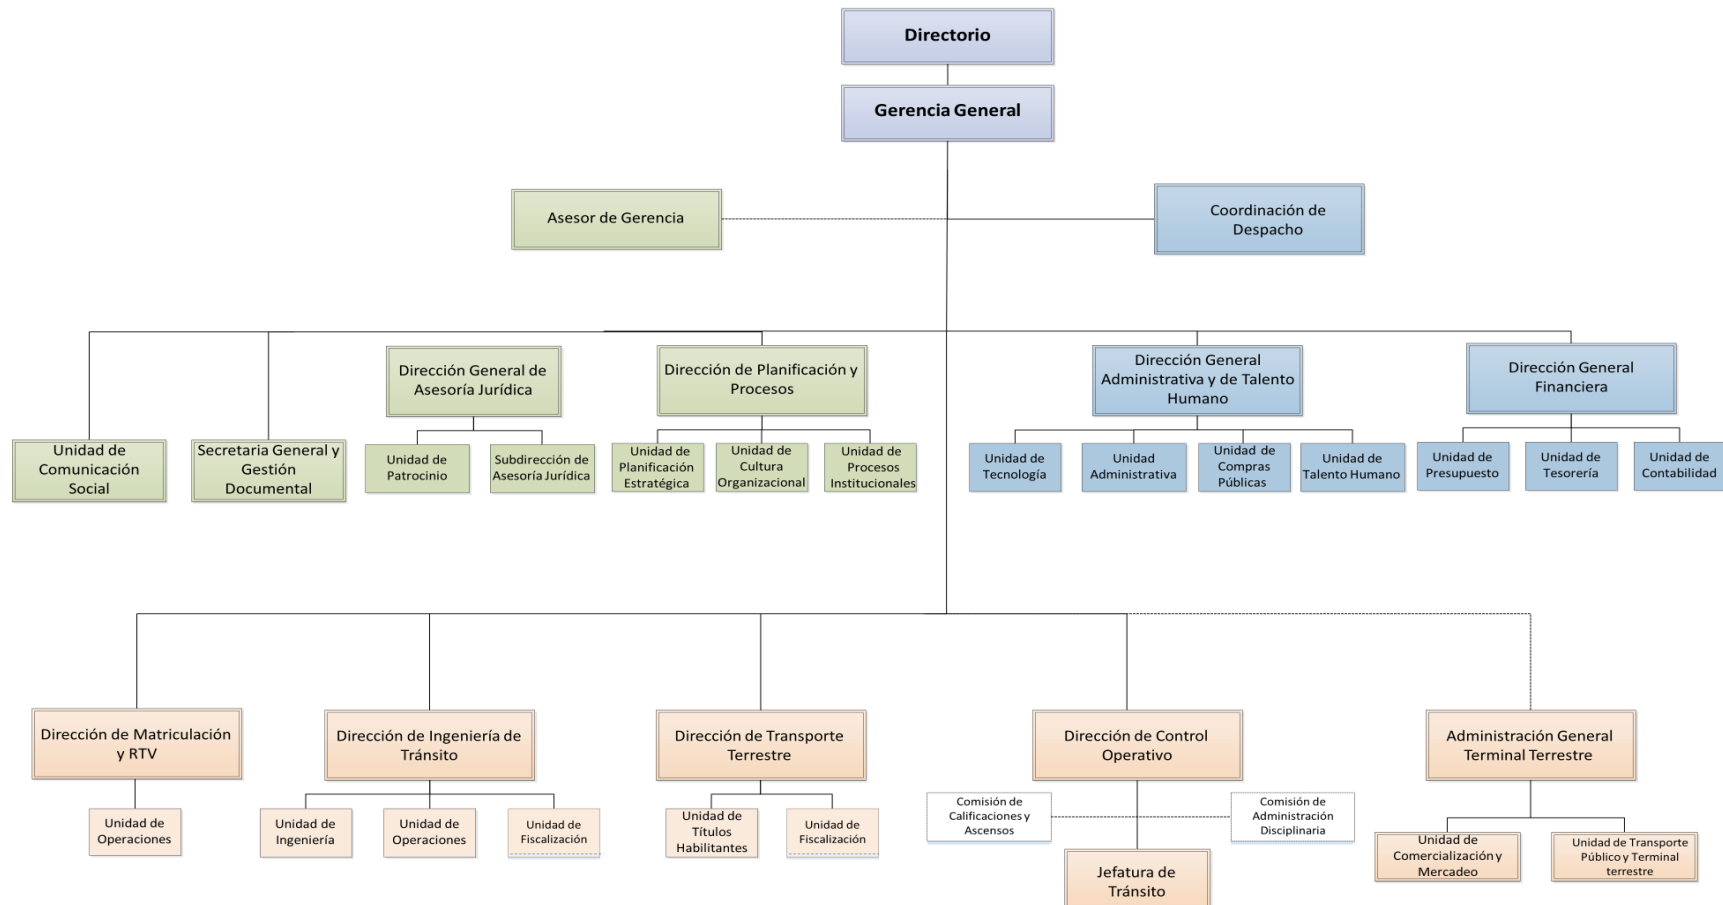 Directorio
Gerencia General
Asesor de Gerencia
Coordinación de
Despacho
Dirección General de
Asesoría Jurídica
Dirección de Planificación y
Procesos
Dirección General
Administrativa y de Talento
Humano
Dirección General
Financiera
Unidad de
Comunicación
Social
Secretaria General y
Gestión
Documental
Unidad de
Patrocinio
Subdirección de
Asesoría Jurídica
Unidad de
Planificación
Estratégica
Unidad de
Cultura
Organizacional
Unidad de
Procesos
Institucionales
Unidad de
Tecnología
Unidad
Administrativa
Unidad de
Compras
Públicas
Unidad de
Talento Humano
Unidad de
Presupuesto
Unidad de
Tesorería
Unidad de
Contabilidad
Dirección de Matriculación
y RTV
Dirección de Ingeniería de
Tránsito
Dirección de Transporte
Terrestre
Dirección de Control
Operativo
Administración General
Terminal Terrestre
Unidad de
Operaciones
Unidad de
Ingeniería
Unidad de
Operaciones
Unidad de
Fiscalización
Unidad de
Títulos
Habilitantes
Unidad de
Fiscalización
Comisión de
Calificaciones y
Ascensos
Comisión de
Administración
Disciplinaria
Jefatura de
Tránsito
Unidad de
Comercialización y
Mercadeo
Unidad de Transporte
Público y Terminal
terrestre